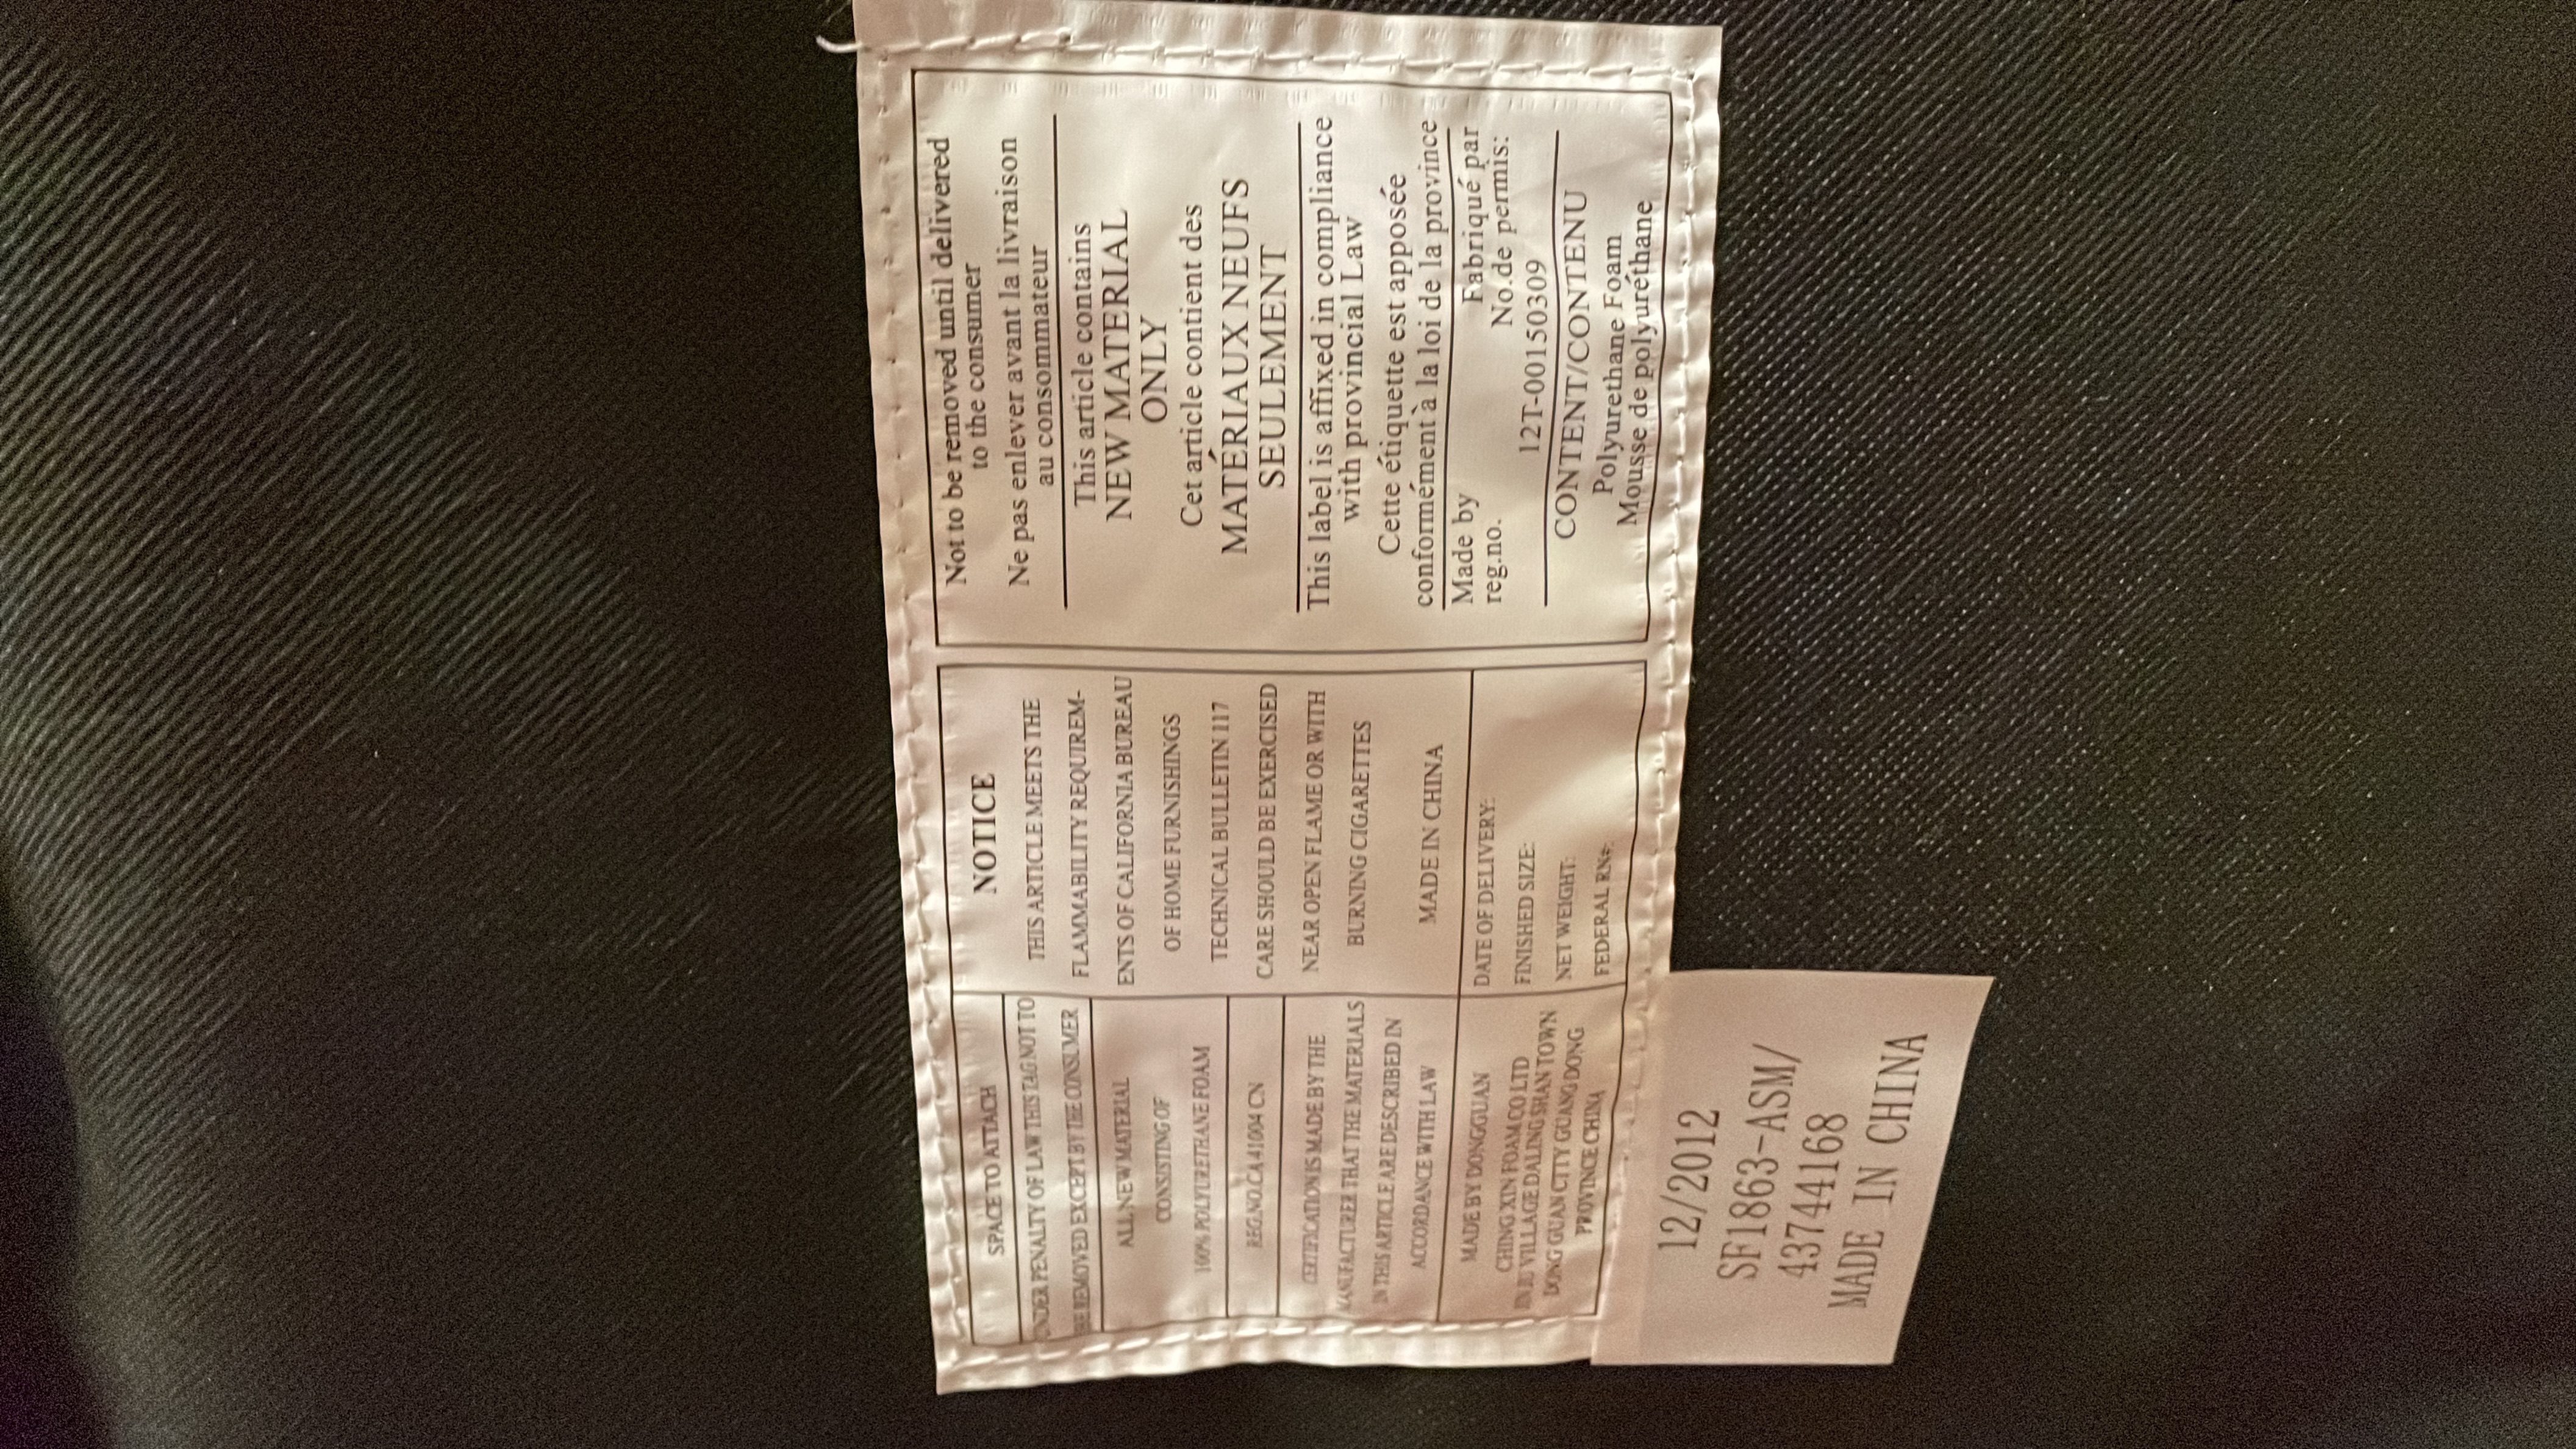 Not to be removed until delivered
to the consumer
Ne pas enlever avant la livraison
au consommateur
This article contains
NEW MATERIAL
ONLY
Cet article contient des
MATÉRIAUX NEUFS
SEULEMENT
This label is affixed in compliance
with provincial Law
Cette étiquette est apposée
conformément à la loi de la province
Made by Fabriqué par
reg.no. No.de permis:
12T-00150309
CONTENT/CONTENU
Polyurethane Foam
Mousse de polyuréthane
NOTICE
THIS ARTICLE MEETS THE
FLAMMABILITY REQUIREM-
ENTS OF CALIFORNIA BUREAU
OF HOME FURNISHINGS
TECHNICAL BULLETIN 117
CARE SHOULD BE EXERCISED
NEAR OPEN FLAME OR WITH
BURNING CIGARETTES
MADE IN CHINA
DATE OF DELIVERY:
FINISHED SIZE:
NET WEIGHT:
FEDERAL RN#:
SPACE TO ATTACH
UNDER PENALTY OF LAW THIS TAG NOT TO
REMOVED EXCEPT BY THE CONSUMER
ALL NEW MATERIAL
CONSISTING OF
100% POLYURETHANE FOAM
REG.NO.CA 41004 CN
CERTIFICATION IS MADE BY THE
MANUFACTURER THAT THE MATERIALS
IN THIS ARTICLE ARE DESCRIBED IN
ACCORDANCE WITH LAW
MADE BY DONGGUAN
CHING XIN FOAM CO LTD
VILLAGE DALING SHAN TOWN
DONG GUAN CITY GUANG DONG
PROVINCE CHINA
12/2012
SF1863-ASM/
43744168
MADE IN CHINA